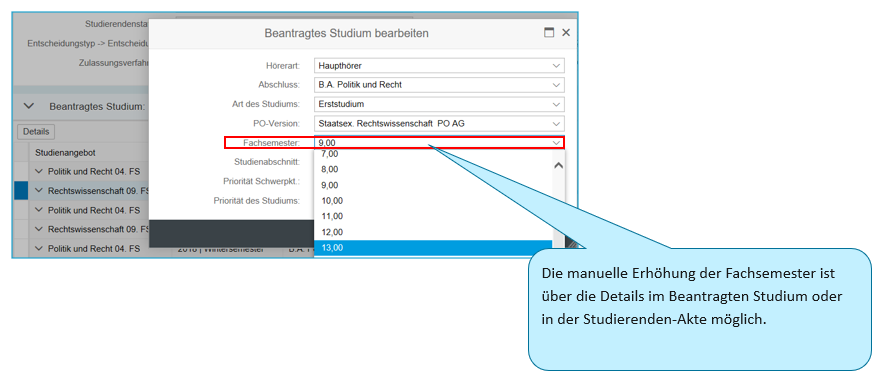 Studierendensta
Beantragtes Studium bearbeiten
Entscheidungstyp -> Entscheidu
Zulassungsverfahr
Hörerart: Haupthörer
Abschluss: B.A. Politik und Recht
Art des Studiums: Erststudium
PO-Version: Staatsex. Rechtswissenschaft PO AG
Fachsemester: 9,00
Studienabschnitt:
Priorität Schwerpkt.:
Priorität des Studiums:
7,00
8,00
9,00
10,00
11,00
12,00
13,00
Beantragtes Studium:
Details
Studienangebot
Politik und Recht 04. FS
Rechtswissenschaft 09. FS
Politik und Recht 04. FS
Rechtswissenschaft 09. FS
Politik und Recht 04. FS
2018 | Wintersemester
Die manuelle Erhöhung der Fachsemester ist
über die Details im Beantragten Studium oder
in der Studierenden-Akte möglich.